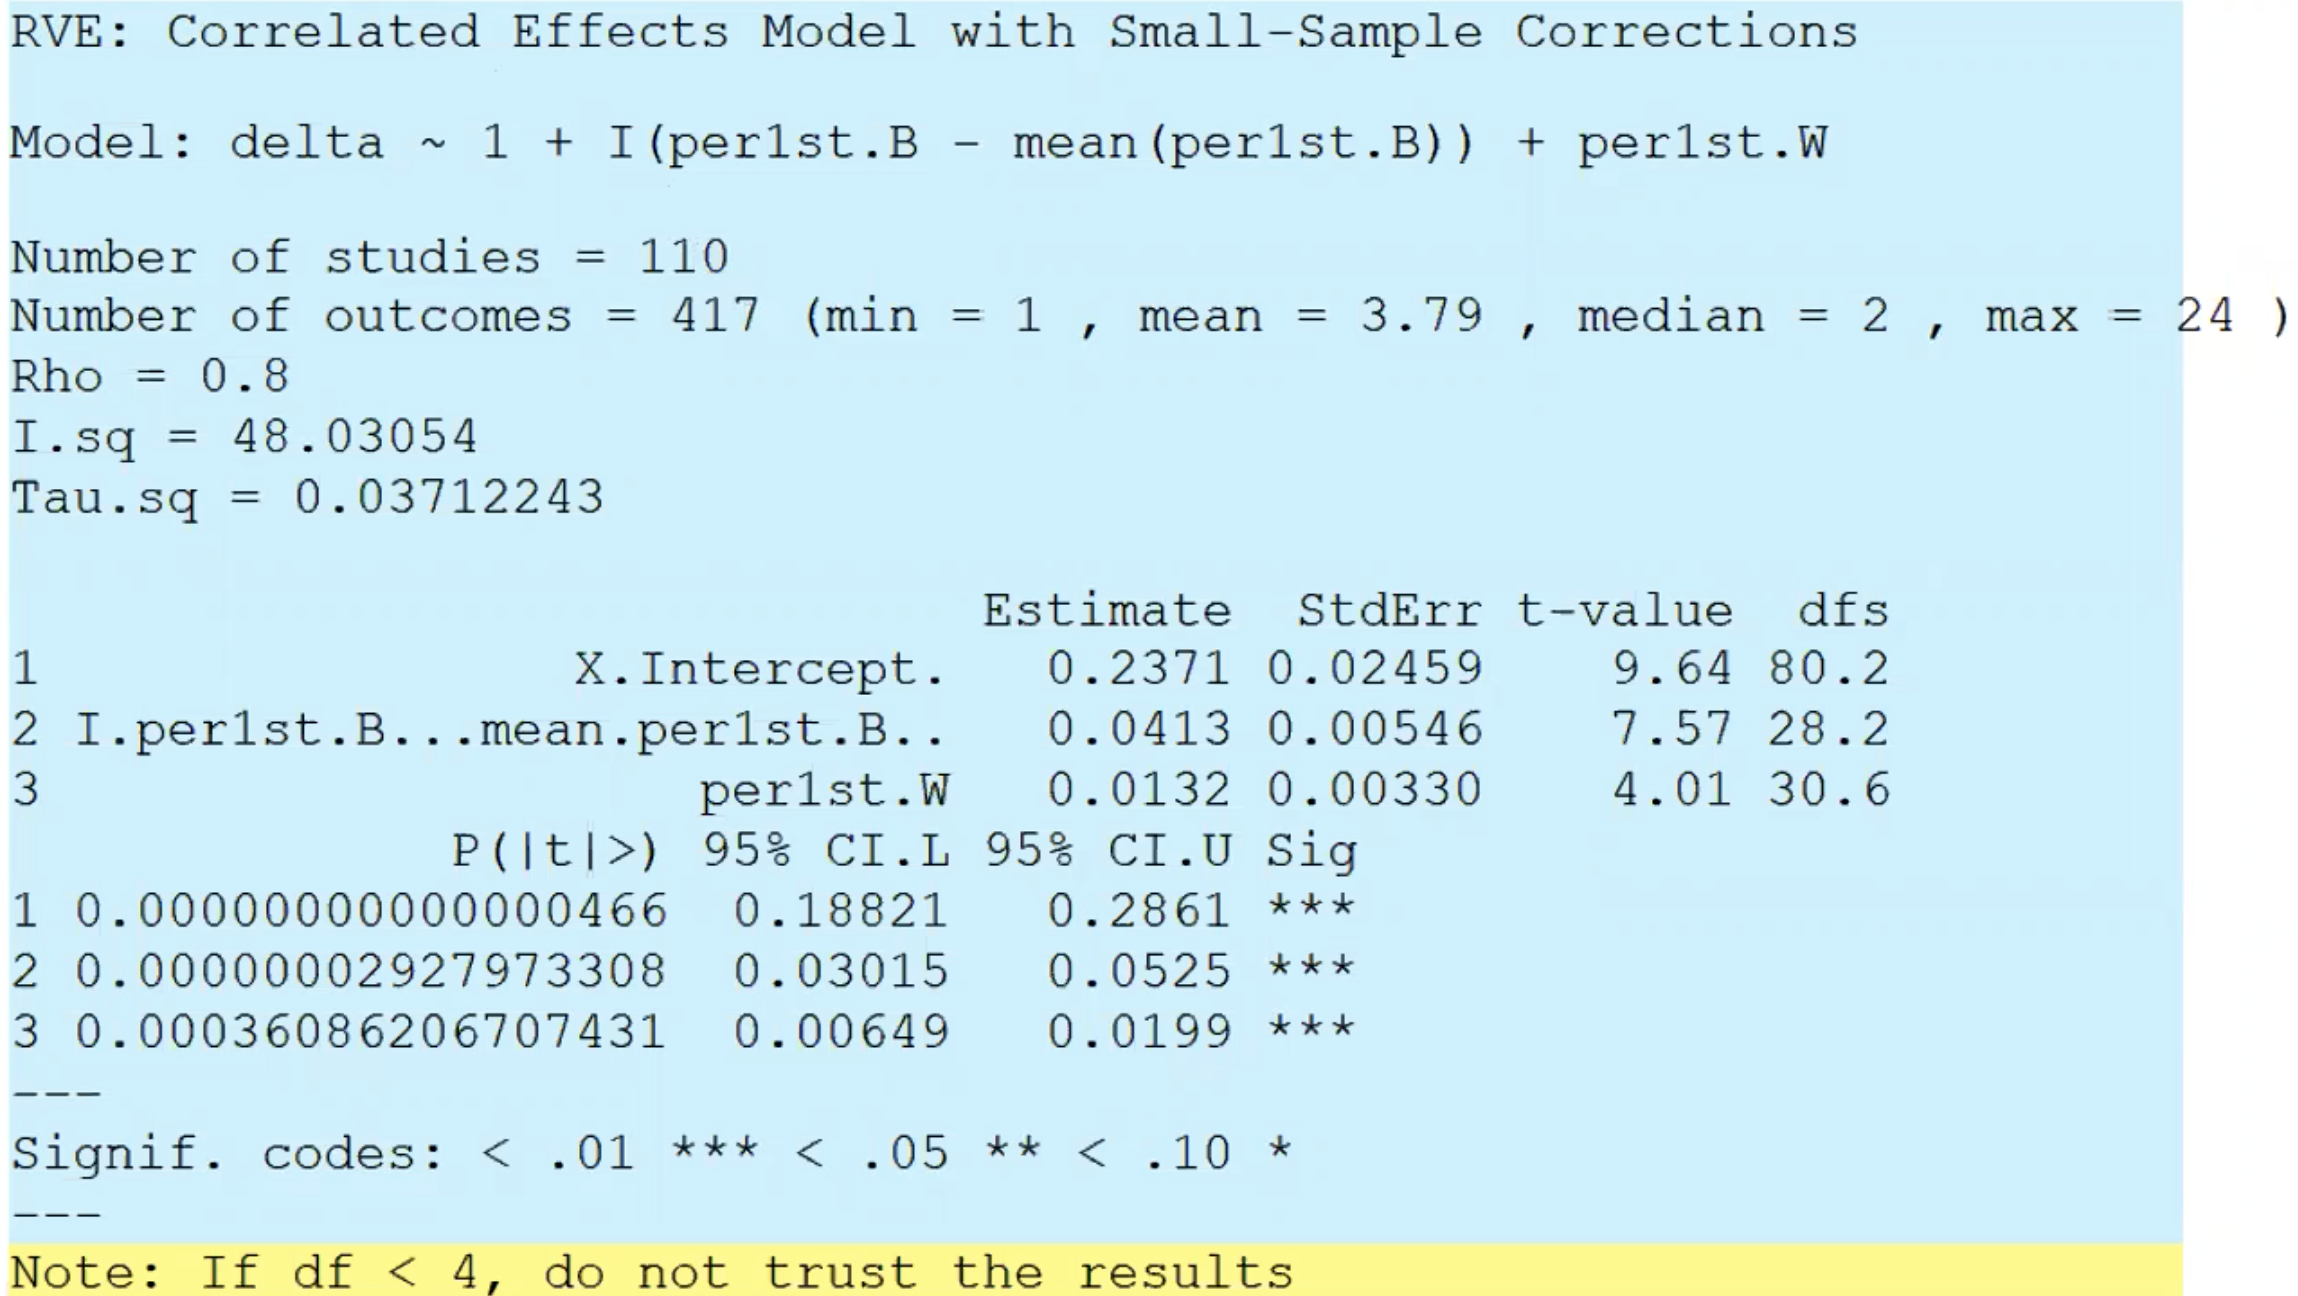 RVE: Correlated Effects Model with Small-Sample Corrections
Model: delta ~ 1 + I(per1st.B - mean(per1st.B)) + per1st.W
Number of studies = 110
Number of outcomes = 417 (min = 1 , mean = 3.79 , median = 2 , max = 24 )
Rho = 0.8
I.sq = 48.03054
Tau.sq = 0.03712243
Estimate StdErr t-value dfs
1 X.Intercept. 0.2371 0.02459 9.64 80.2
2 I.per1st.B...mean.per1st.B.. 0.0413 0.00546 7.57 28.2
3 per1st.W 0.0132 0.00330 4.01 30.6
P(|t|>) 95% CI.L 95% CI.U Sig
1 0.00000000000000466 0.18821 0.2861 ***
2 0.00000002927973308 0.03015 0.0525 ***
3 0.00036086206707431 0.00649 0.0199 ***
---
Signif. codes: < .01 *** < .05 ** < .10 *
---
Note: If df < 4, do not trust the results